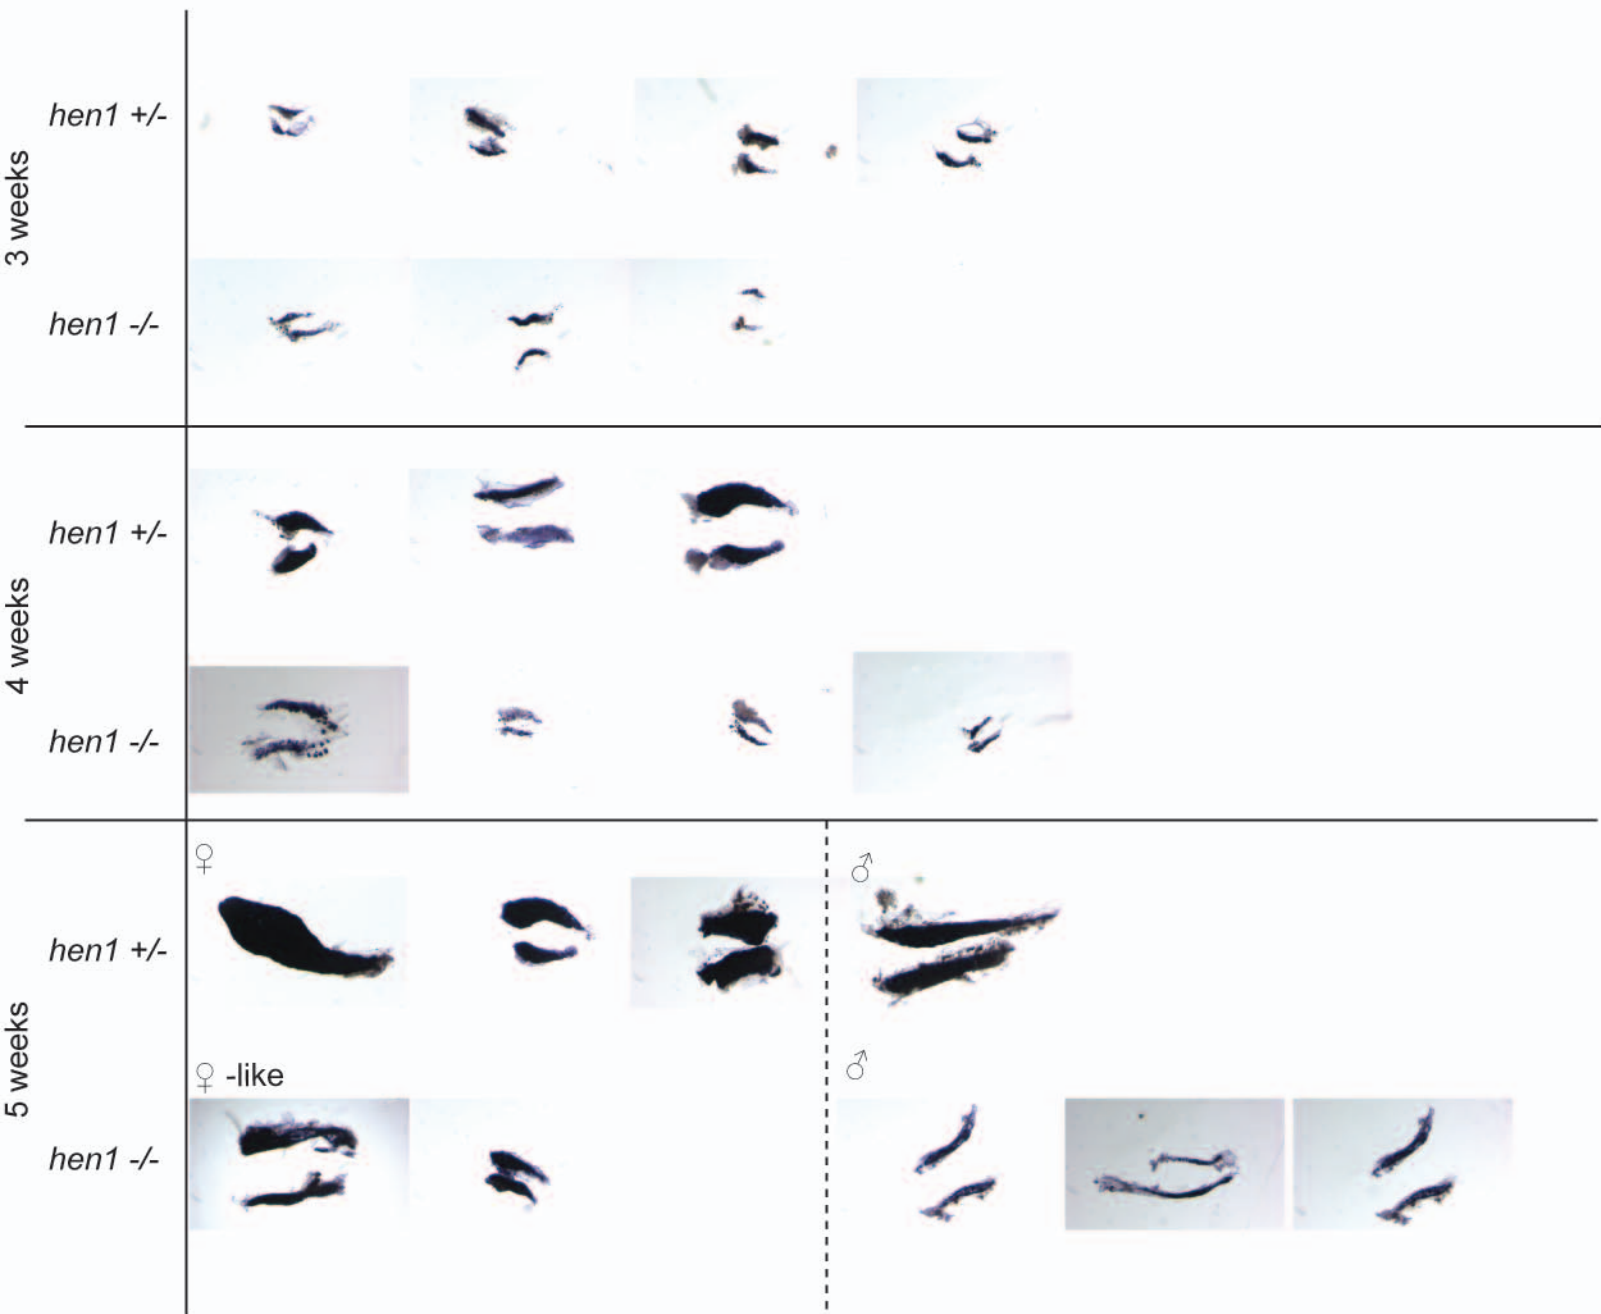 3 weeks
hen1 +/-
hen1 -/-
4 weeks
hen1 +/-
hen1 -/-
5 weeks
♀
♂
hen1 +/-
♀ -like
♂
hen1 -/-